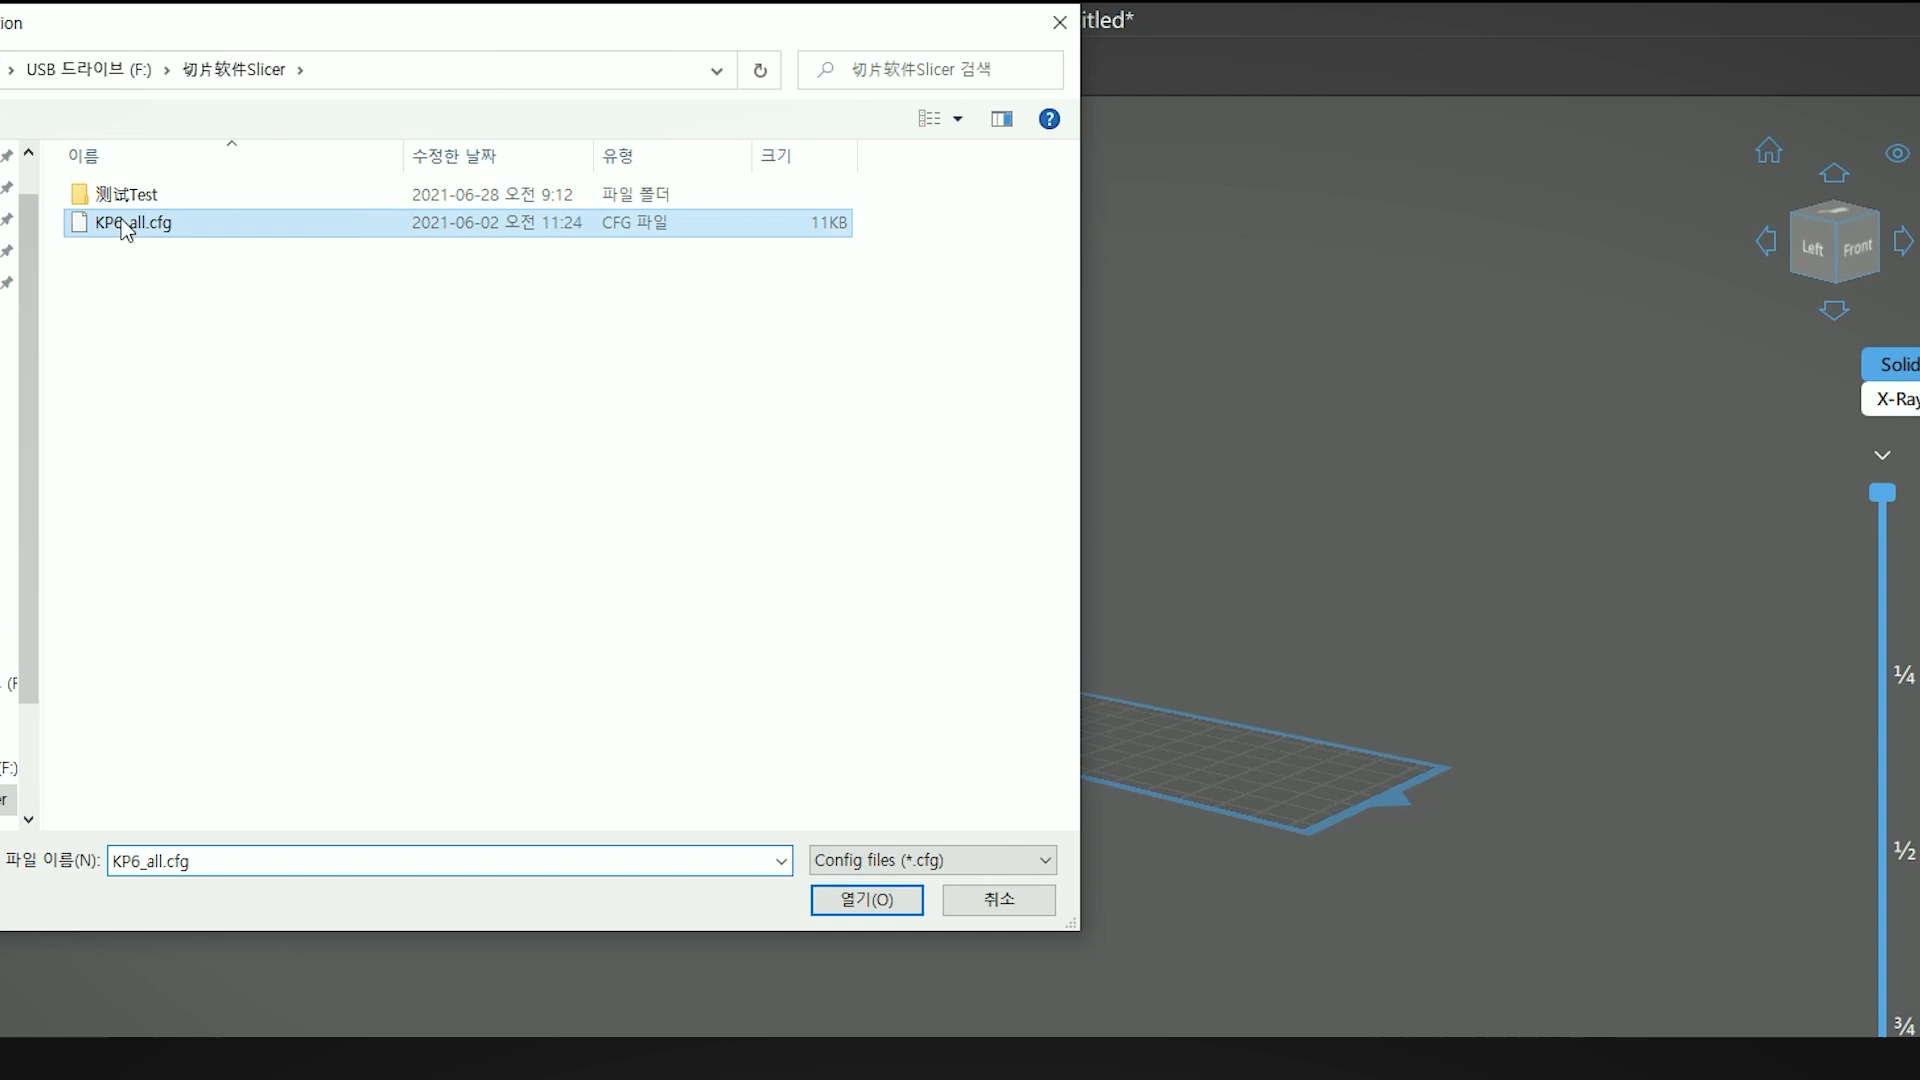 ion
itled*
USB 드라이브 (F:) 切片软件Slicer
切片软件Slicer 검색
이름 수정한 날짜 유형 크기
测试Test 2021-06-28 오전 9:12 파일 폴더
KP6_all.cfg 2021-06-02 오전 11:24 CFG 파일 11KB
Left Front
Solid
X-Ray
(F
¼
(F:)
er
½
파일 이름(N): KP6_all.cfg Config files (*.cfg)
열기(O) 취소
¾